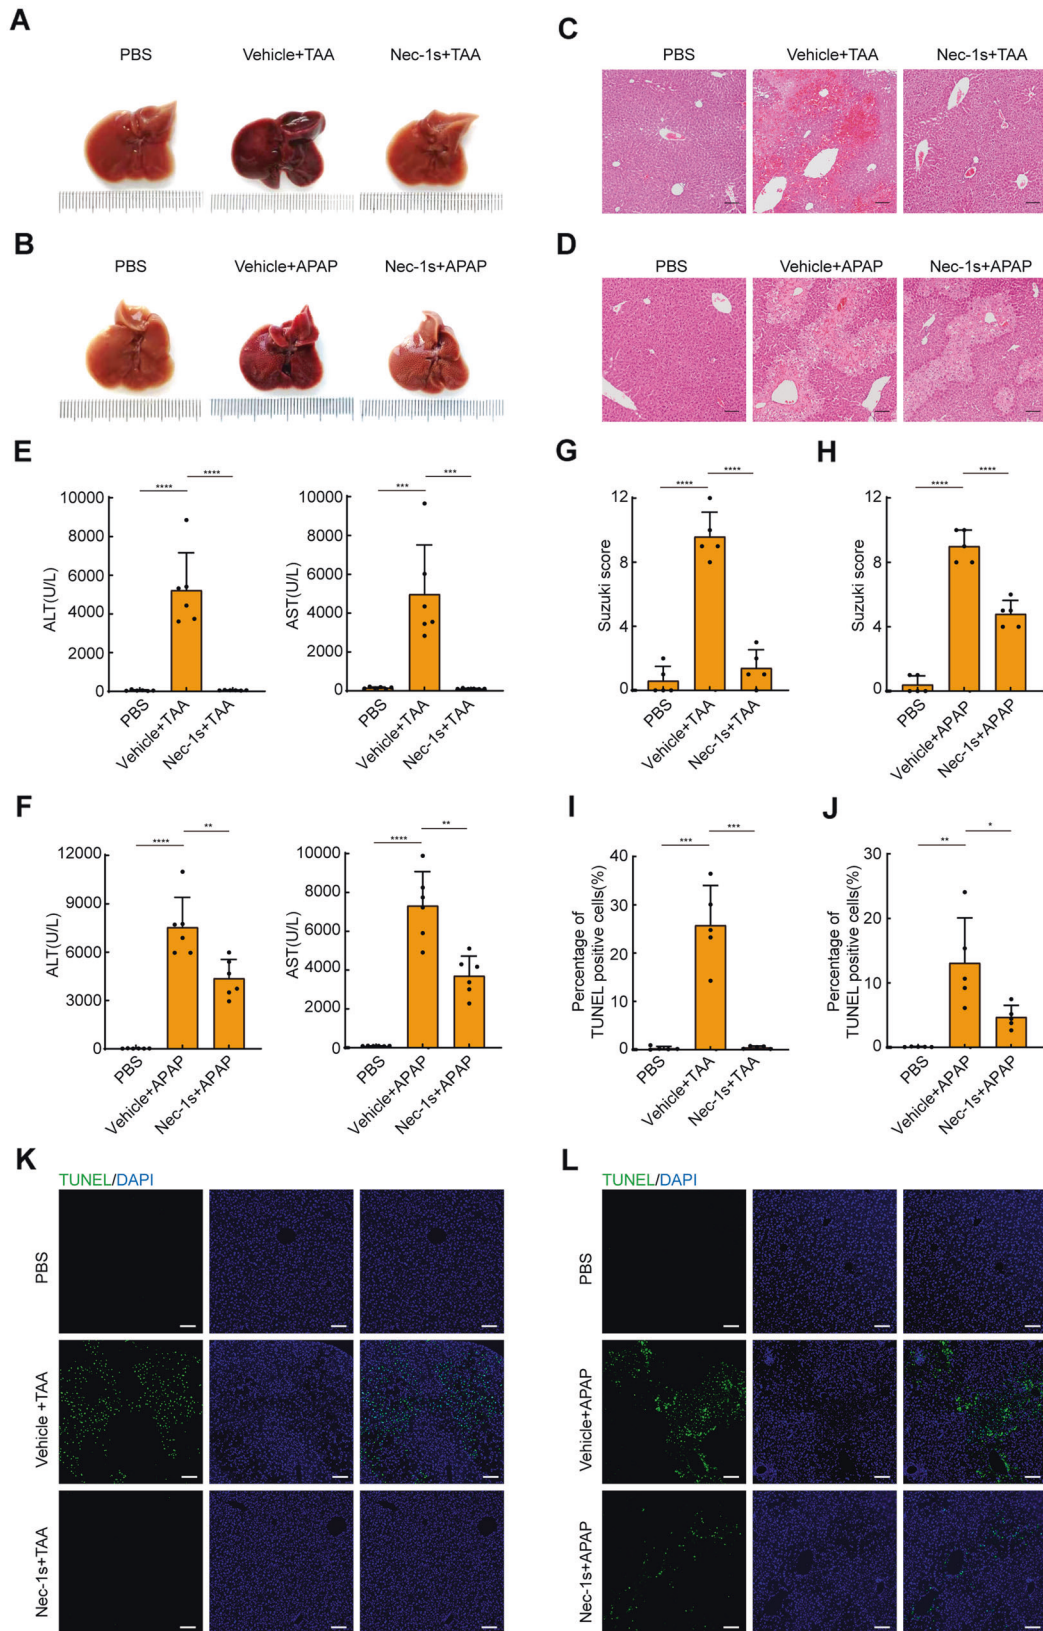 A
PBS
Vehicle+TAA
Nec-1s+TAA
B
PBS
Vehicle+APAP
Nec-1s+APAP
C
PBS
Vehicle+TAA
Nec-1s+TAA
D
PBS
Vehicle+APAP
Nec-1s+APAP
E
ALT(U/L)
10000
8000
6000
4000
2000
0
****
****
PBS
Vehicle+TAA
Nec-1s+TAA
AST(U/L)
10000
8000
6000
4000
2000
0
***
***
PBS
Vehicle+TAA
Nec-1s+TAA
G
Suzuki score
12
8
4
0
****
****
PBS
Vehicle+TAA
Nec-1s+TAA
H
Suzuki score
12
8
4
0
****
****
PBS
Vehicle+APAP
Nec-1s+APAP
F
ALT(U/L)
12000
9000
6000
3000
0
****
**
PBS
Vehicle+APAP
Nec-1s+APAP
AST(U/L)
10000
8000
6000
4000
2000
0
****
**
PBS
Vehicle+APAP
Nec-1s+APAP
I
Percentage of
TUNEL positive cells(%)
40
30
20
10
0
***
***
PBS
Vehicle+TAA
Nec-1s+TAA
J
Percentage of
TUNEL positive cells(%)
30
20
10
0
**
*
PBS
Vehicle+APAP
Nec-1s+APAP
K
TUNEL/DAPI
PBS
Vehicle +TAA
Nec-1s+TAA
L
TUNEL/DAPI
PBS
Vehicle+APAP
Nec-1s+APAP